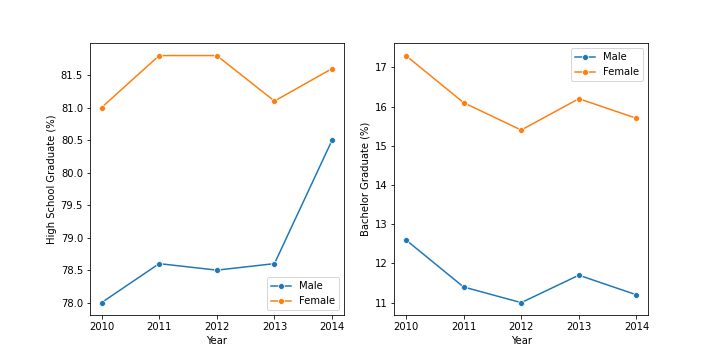 High School Graduate (%)
81.5
81.0
80.5
80.0
79.5
79.0
78.5
78.0
2010 2011 2012 2013 2014
Year
Male
Female
Bachelor Graduate (%)
17
16
15
14
13
12
11
2010 2011 2012 2013 2014
Year
Male
Female